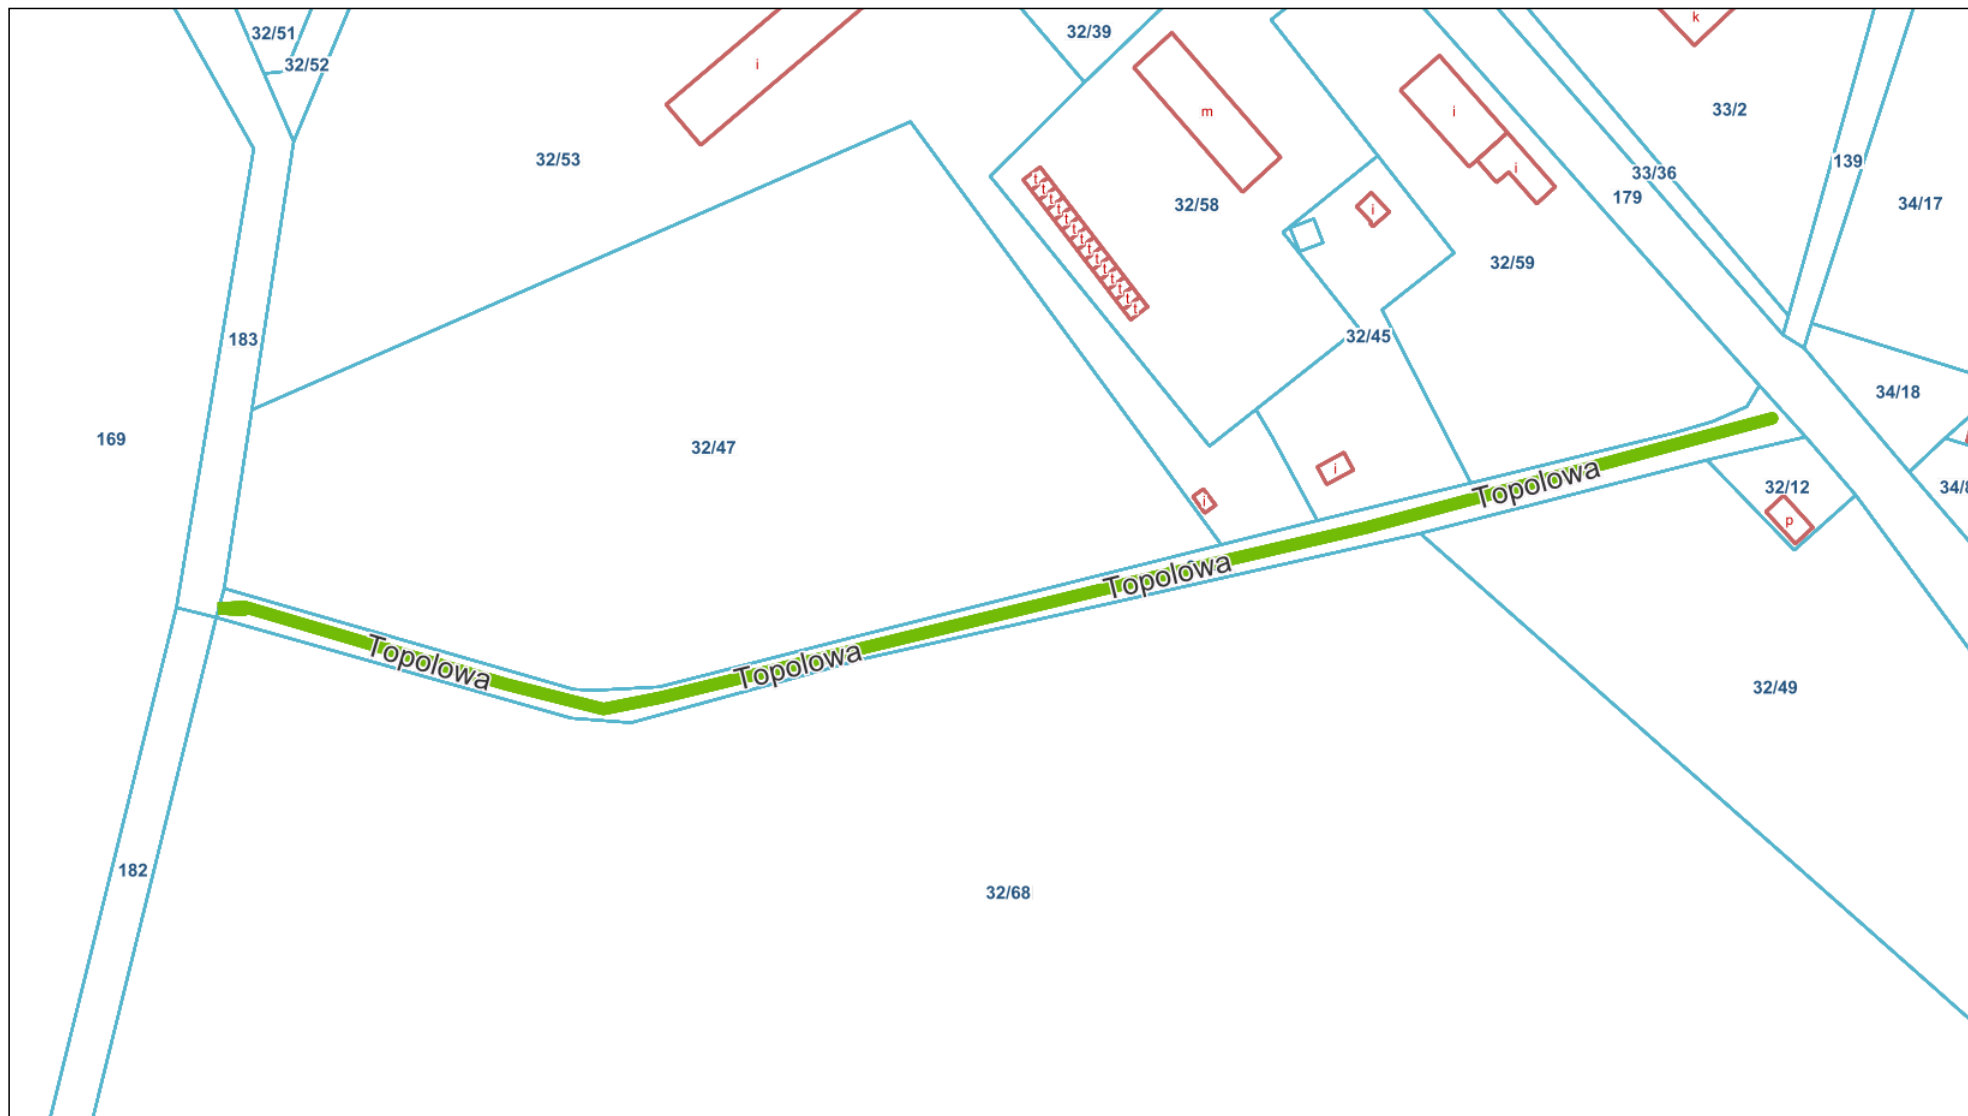 k
32/51
32/39
32/52
i
33/2
m
i
32/53
139
i
33/36
179
t
t
t
t
t
t
t
t
t
t
t
t
t
t
32/58
34/17
i
32/59
32/45
183
34/18
169
32/47
i
Topolowa
32/12
34/8
i
p
Topolowa
Topolowa
Topolowa
32/49
182
32/68